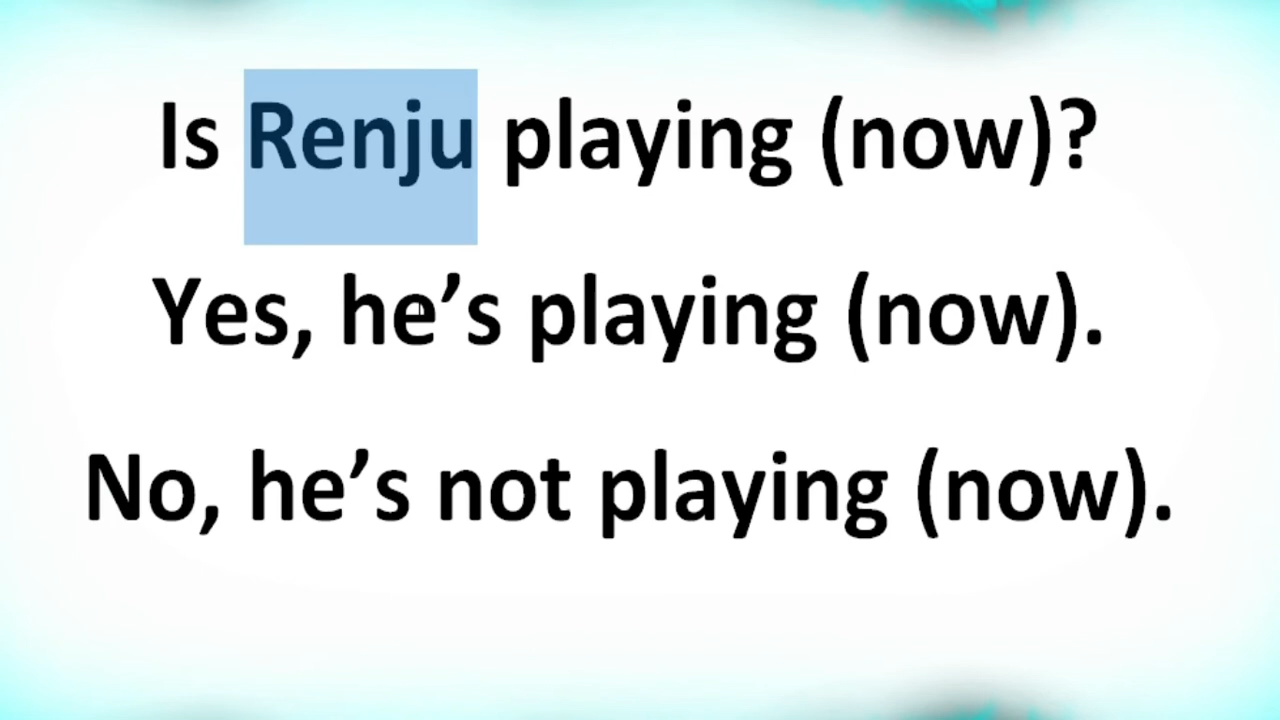 Is Renju playing (now)?
Yes, he’s playing (now).
No, he’s not playing (now).